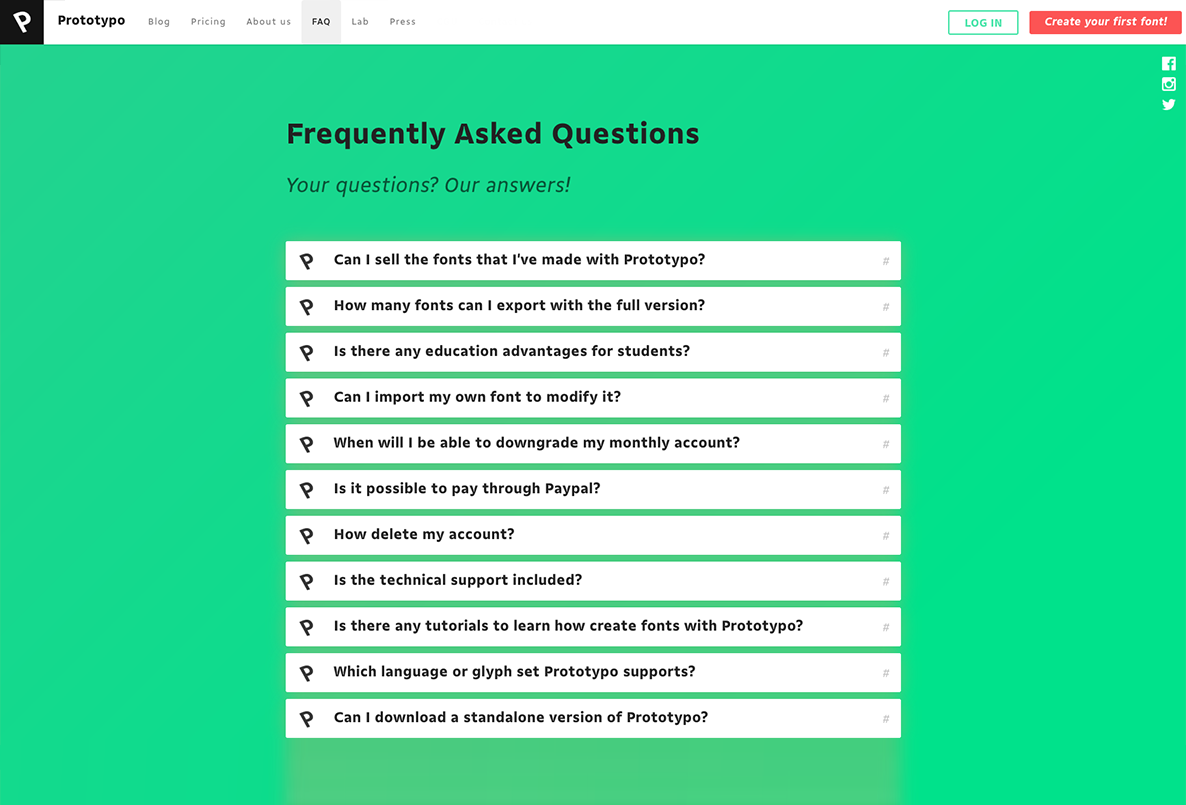 Prototypo Blog Pricing About us FAQ Lab Press LOG IN Create your first font!
Frequently Asked Questions
Your questions? Our answers!
Can I sell the fonts that I've made with Prototypo? #
How many fonts can I export with the full version? #
Is there any education advantages for students? #
Can I import my own font to modify it? #
When will I be able to downgrade my monthly account? #
Is it possible to pay through Paypal? #
How delete my account? #
Is the technical support included? #
Is there any tutorials to learn how create fonts with Prototypo? #
Which language or glyph set Prototypo supports? #
Can I download a standalone version of Prototypo? #